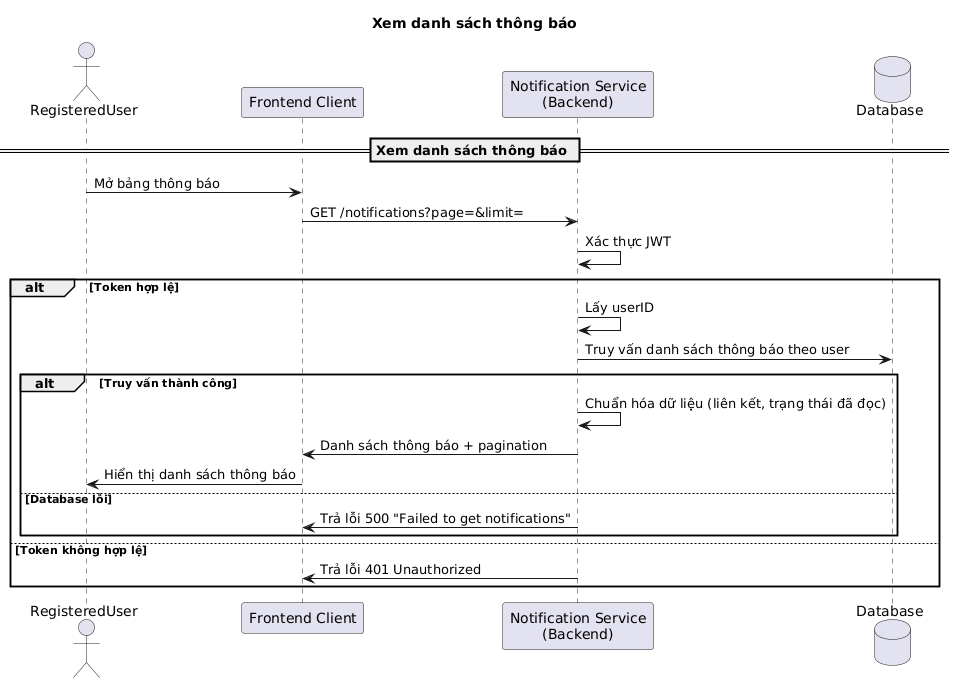 Xem danh sách thông báo
RegisteredUser
Frontend Client
Notification Service
(Backend)
Database
Xem danh sách thông báo
Mở bảng thông báo
GET /notifications?page=&limit=
Xác thực JWT
alt
[Token hợp lệ]
Lấy userID
Truy vấn danh sách thông báo theo user
alt
[Truy vấn thành công]
Chuẩn hóa dữ liệu (liên kết, trạng thái đã đọc)
Danh sách thông báo + pagination
Hiển thị danh sách thông báo
[Database lỗi]
Trả lỗi 500 "Failed to get notifications"
[Token không hợp lệ]
Trả lỗi 401 Unauthorized
RegisteredUser
Frontend Client
Notification Service
(Backend)
Database